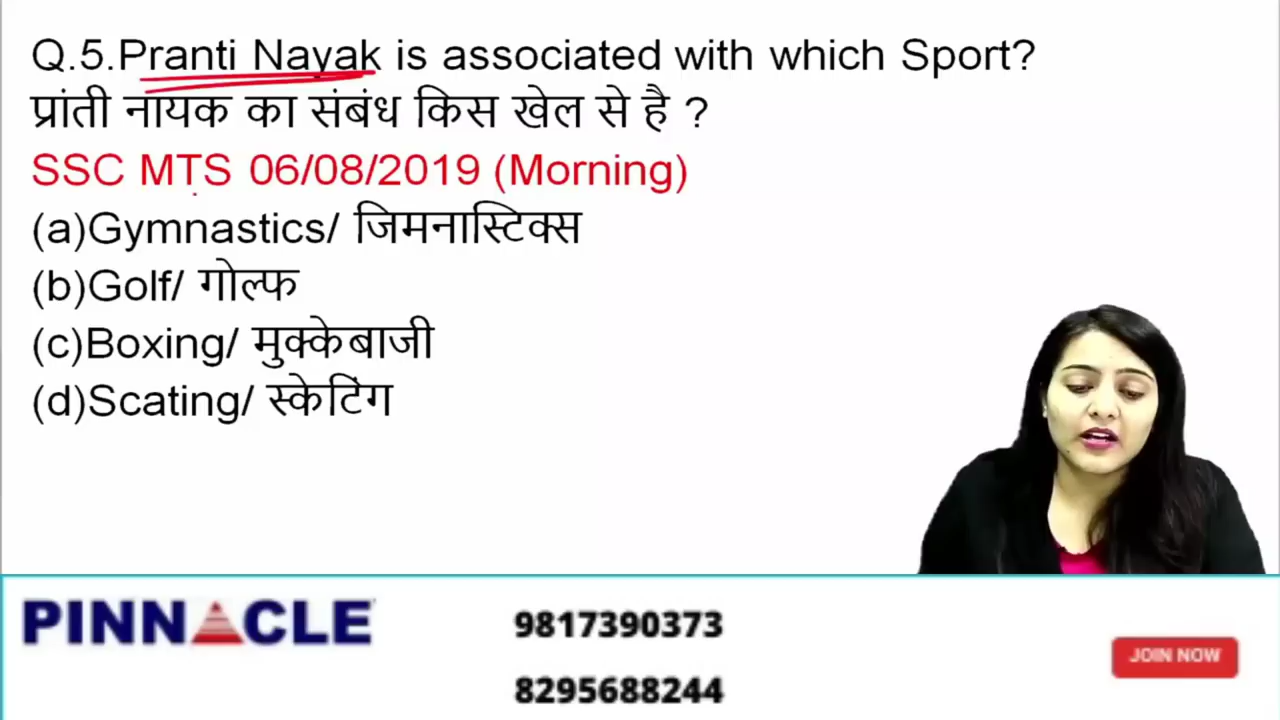 Q.5.Pranti Nayak is associated with which Sport?
प्रांती नायक का संबंध किस खेल से है ?
SSC MTS 06/08/2019 (Morning)
(a)Gymnastics/ जिमनास्टिक्स
(b)Golf/ गोल्फ
(c)Boxing/ मुक्केबाजी
(d)Scating/ स्केटिंग
PINNACLE
9817390373
8295688244
JOIN NOW